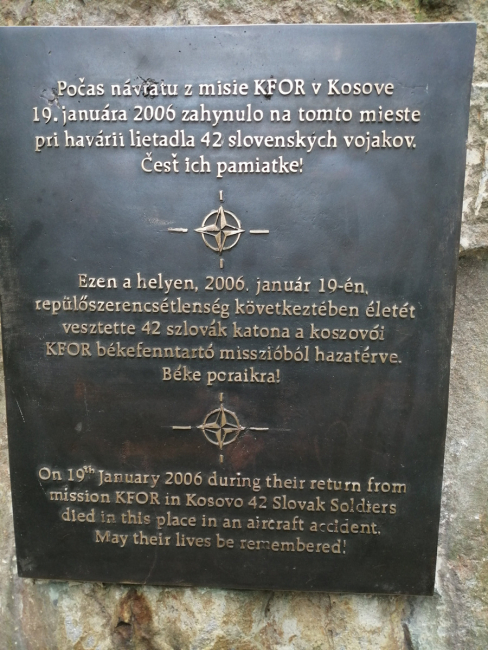 Počas návratu z misie KFOR v Kosove
19. januára 2006 zahynulo na tomto mieste
pri havárii lietadla 42 slovenských vojakov.
Česť ich pamiatke!
Ezen a helyen, 2006. január 19-én,
repülőszerencsétlenség következtében életét
vesztette 42 szlovák katona a koszovói
KFOR békefenntartó misszióból hazatérve.
Béke poraikra!
On 19th January 2006 during their return from
mission KFOR in Kosovo 42 Slovak Soldiers
died in this place in an aircraft accident.
May their lives be remembered!